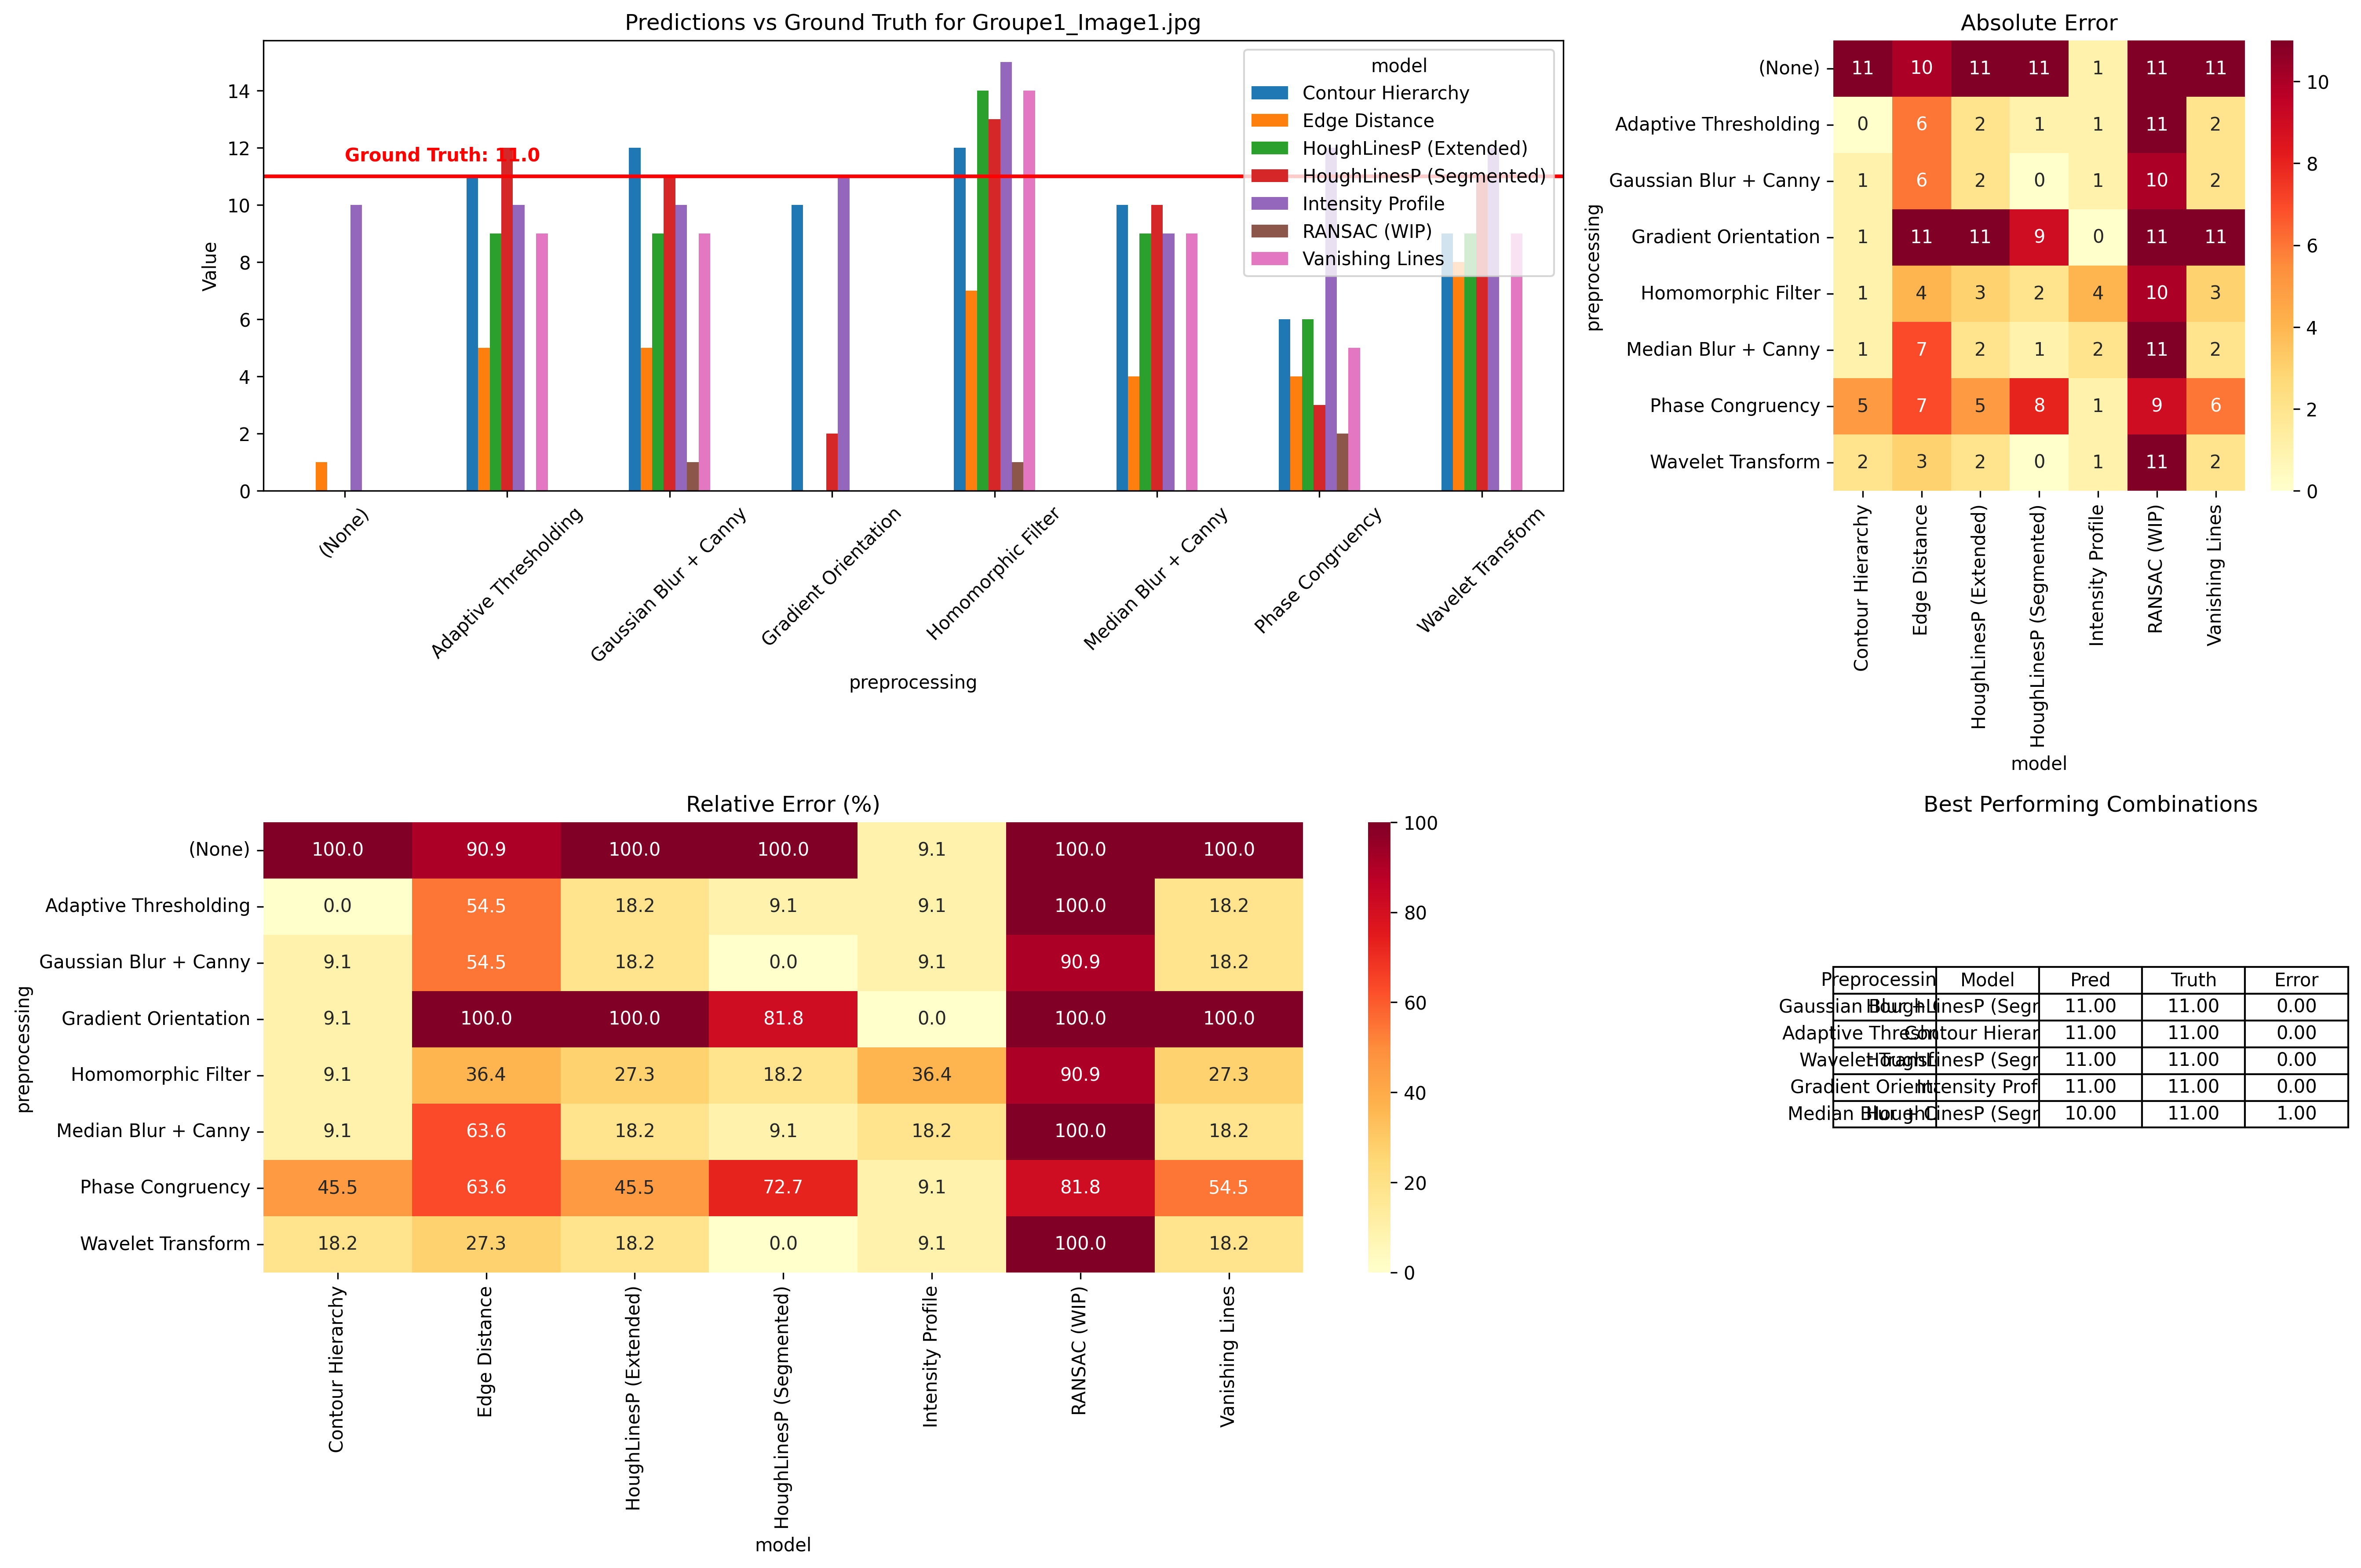 Predictions vs Ground Truth for Groupe1_Image1.jpg
Value
14
12
10
8
6
4
2
0
Ground Truth: 11.0
model
Contour Hierarchy
Edge Distance
HoughLinesP (Extended)
HoughLinesP (Segmented)
Intensity Profile
RANSAC (WIP)
Vanishing Lines
(None)
Adaptive Thresholding
Gaussian Blur + Canny
Gradient Orientation
Homomorphic Filter
Median Blur + Canny
Phase Congruency
Wavelet Transform
preprocessing
Absolute Error
preprocessing
(None) 11 10 11 11 1 11 11
Adaptive Thresholding 0 6 2 1 1 11 2
Gaussian Blur + Canny 1 6 2 0 1 10 2
Gradient Orientation 1 11 11 9 0 11 11
Homomorphic Filter 1 4 3 2 4 10 3
Median Blur + Canny 1 7 2 1 2 11 2
Phase Congruency 5 7 5 8 1 9 6
Wavelet Transform 2 3 2 0 1 11 2
10
8
6
4
2
0
Contour Hierarchy
Edge Distance
HoughLinesP (Extended)
HoughLinesP (Segmented)
Intensity Profile
RANSAC (WIP)
Vanishing Lines
model
Relative Error (%)
preprocessing
(None) 100.0 90.9 100.0 100.0 9.1 100.0 100.0
Adaptive Thresholding 0.0 54.5 18.2 9.1 9.1 100.0 18.2
Gaussian Blur + Canny 9.1 54.5 18.2 0.0 9.1 90.9 18.2
Gradient Orientation 9.1 100.0 100.0 81.8 0.0 100.0 100.0
Homomorphic Filter 9.1 36.4 27.3 18.2 36.4 90.9 27.3
Median Blur + Canny 9.1 63.6 18.2 9.1 18.2 100.0 18.2
Phase Congruency 45.5 63.6 45.5 72.7 9.1 81.8 54.5
Wavelet Transform 18.2 27.3 18.2 0.0 9.1 100.0 18.2
100
80
60
40
20
0
Contour Hierarchy
Edge Distance
HoughLinesP (Extended)
HoughLinesP (Segmented)
Intensity Profile
RANSAC (WIP)
Vanishing Lines
model
Best Performing Combinations
Preprocessin Model Pred Truth Error
Gaussian (Segr 11.00 11.00 0.00
Adaptive Contour Hierar 11.00 11.00 0.00
Wavelet (Segr 11.00 11.00 0.00
Gradient Prof 11.00 11.00 0.00
Median (Segr 10.00 11.00 1.00